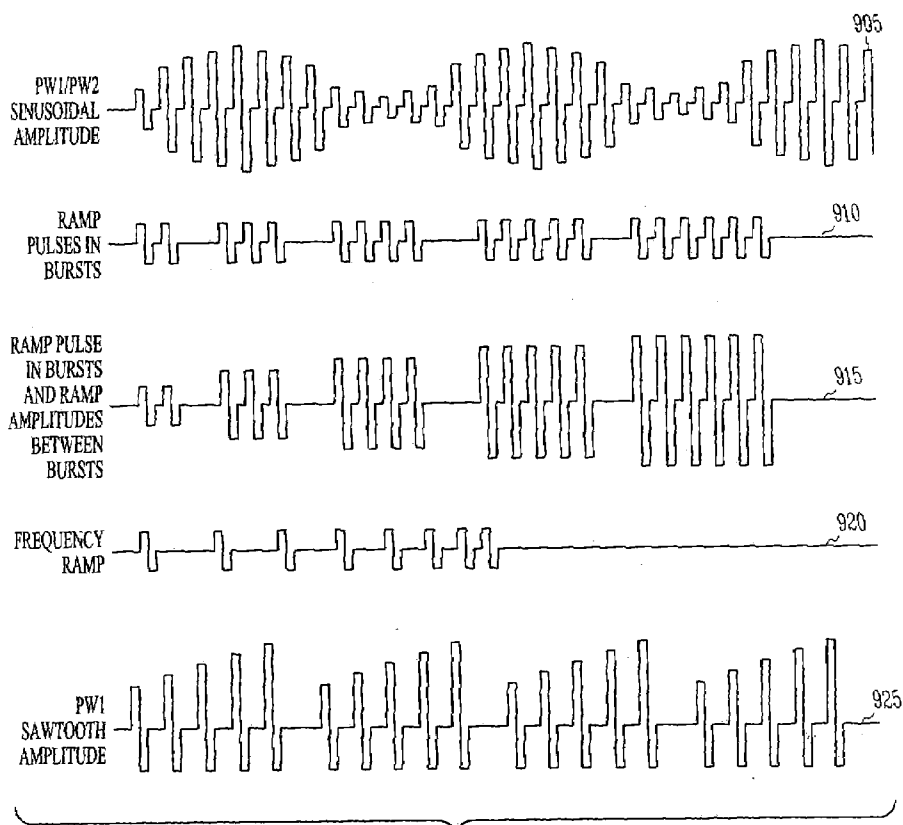 905
PW1/PW2
SINUSOIDAL
AMPLITUDE
910
RAMP
PULSES IN
BURSTS
RAMP PULSE
IN BURSTS
AND RAMP
AMPLITUDES
BETWEEN
BURSTS
915
FREQUENCY
RAMP
920
PW1
SAWTOOTH
AMPLITUDE
925